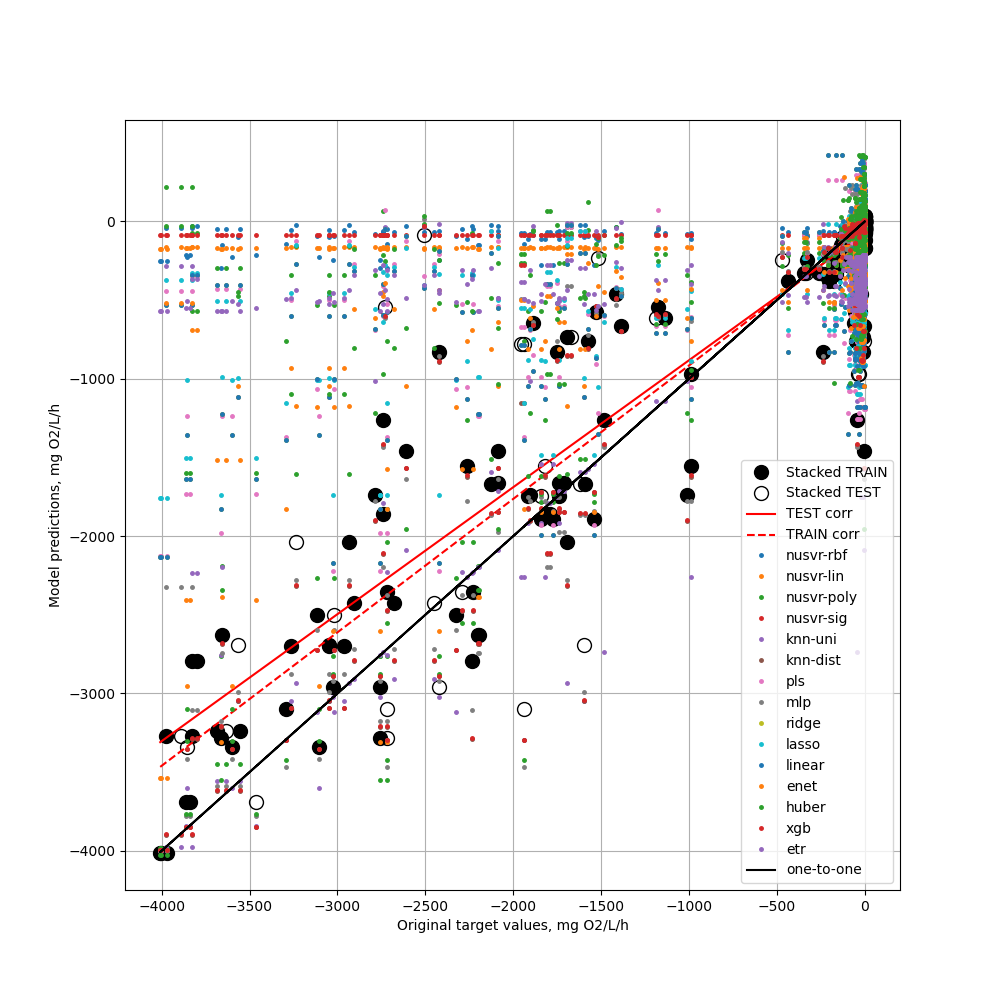 0
−1000
−2000
−3000
−4000
Model predictions, mg O2/L/h
−4000 −3500 −3000 −2500 −2000 −1500 −1000 −500 0
Original target values, mg O2/L/h
Stacked TRAIN
Stacked TEST
TEST corr
TRAIN corr
nusvr-rbf
nusvr-lin
nusvr-poly
nusvr-sig
knn-uni
knn-dist
pls
mlp
ridge
lasso
linear
enet
huber
xgb
etr
one-to-one